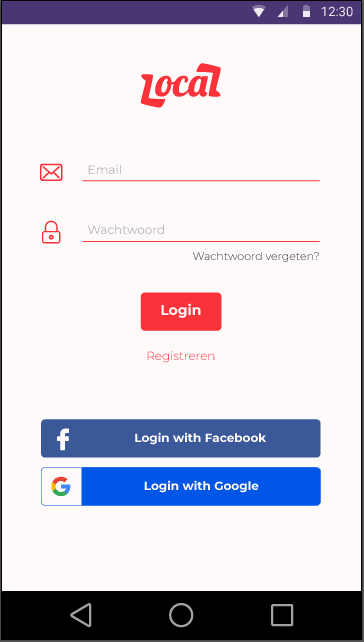 12:30
Local
Email
Wachtwoord
Wachtwoord vergeten?
Login
Registreren
Login with Facebook
Login with Google